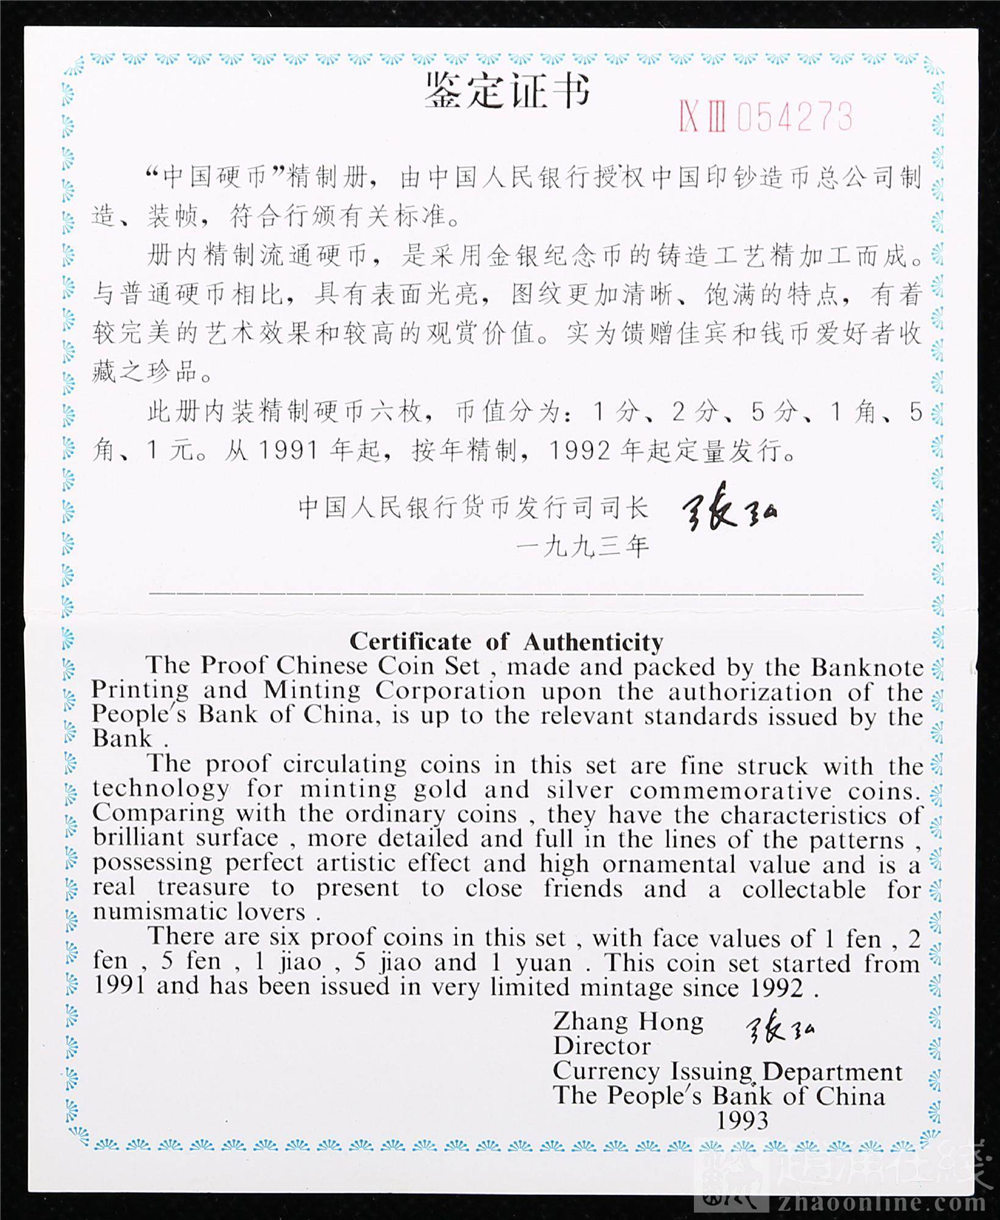 鉴定证书
ⅨⅢ054273
“中国硬币”精制册，由中国人民银行授权中国印钞造币总公司制
造、装帧，符合行颁有关标准。
册内精制流通硬币，是采用金银纪念币的铸造工艺精加工而成。
与普通硬币相比，具有表面光亮，图纹更加清晰、饱满的特点，有着
较完美的艺术效果和较高的观赏价值。实为馈赠佳宾和钱币爱好者收
藏之珍品。
此册内装精制硬币六枚，币值分为：1分、2分、5分、1角、5
角、1元。从1991年起，按年精制，1992年起定量发行。
中国人民银行货币发行司司长 张弘
一九九三年
Certificate of Authenticity
The Proof Chinese Coin Set , made and packed by the Banknote
Printing and Minting Corporation upon the authorization of the
People's Bank of China, is up to the relevant standards issued by the
Bank .
The proof circulating coins in this set are fine struck with the
technology for minting gold and silver commemorative coins.
Comparing with the ordinary coins , they have the characteristics of
brilliant surface , more detailed and full in the lines of the patterns ,
possessing perfect artistic effect and high ornamental value and is a
real treasure to present to close friends and a collectable for
numismatic lovers .
There are six proof coins in this set , with face values of 1 fen , 2
fen , 5 fen , 1 jiao , 5 jiao and 1 yuan . This coin set started from
1991 and has been issued in very limited mintage since 1992 .
Zhang Hong 张弘
Director
Currency Issuing Department
The People's Bank of China
1993
赵涌在线
zhaoonline.com